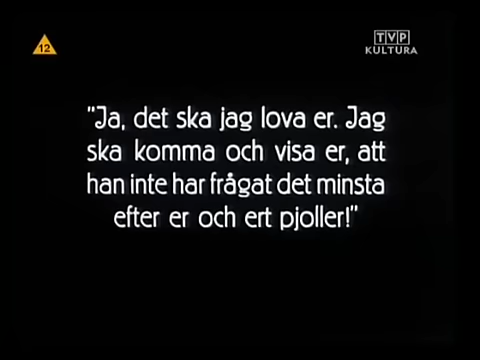 12
TVP
KULTURA
"Ja, det ska jag lova er. Jag
ska komma och visa er, att
han inte har frågat det minsta
efter er och ert pjoller!"